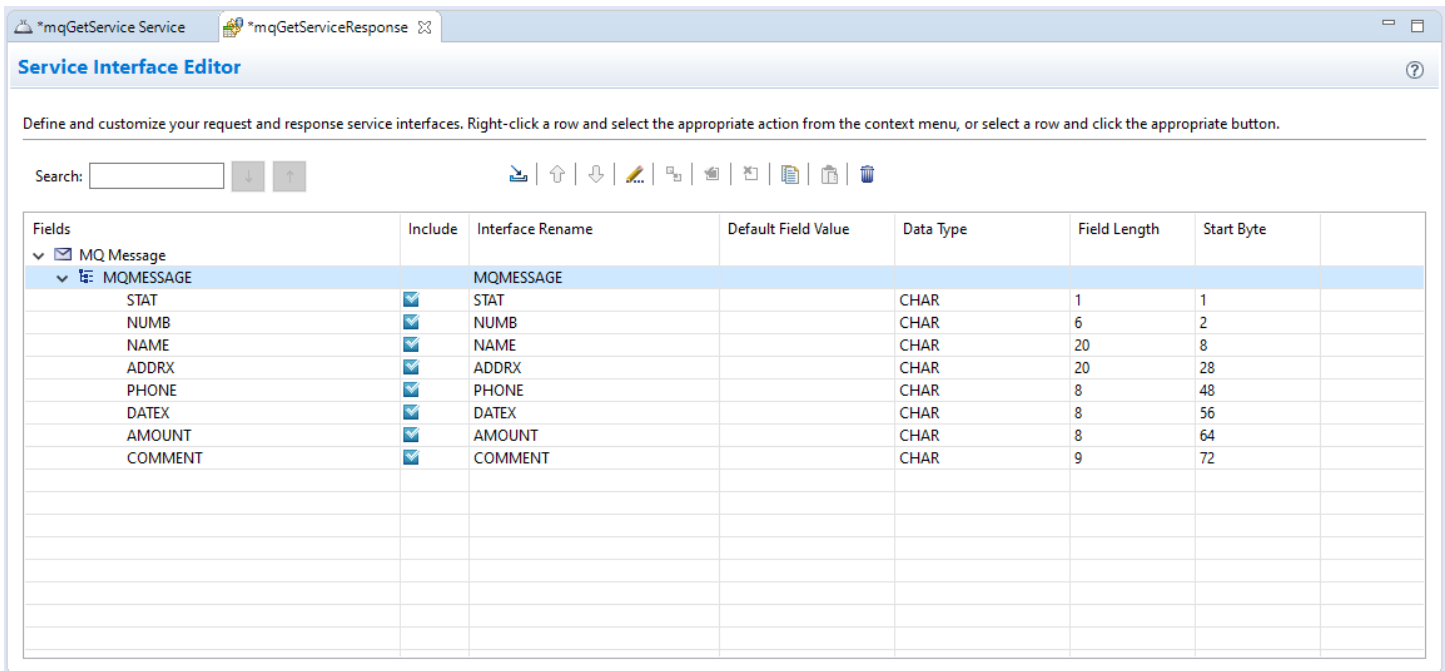 *mqGetService Service *mqGetServiceResponse
Service Interface Editor
Define and customize your request and response service interfaces. Right-click a row and select the appropriate action from the context menu, or select a row and click the appropriate button.
Search:
Fields Include Interface Rename Default Field Value Data Type Field Length Start Byte
MQ Message
MQMESSAGE MQMESSAGE
STAT STAT CHAR 1 1
NUMB NUMB CHAR 6 2
NAME NAME CHAR 20 8
ADDRX ADDRX CHAR 20 28
PHONE PHONE CHAR 8 48
DATEX DATEX CHAR 8 56
AMOUNT AMOUNT CHAR 8 64
COMMENT COMMENT CHAR 9 72